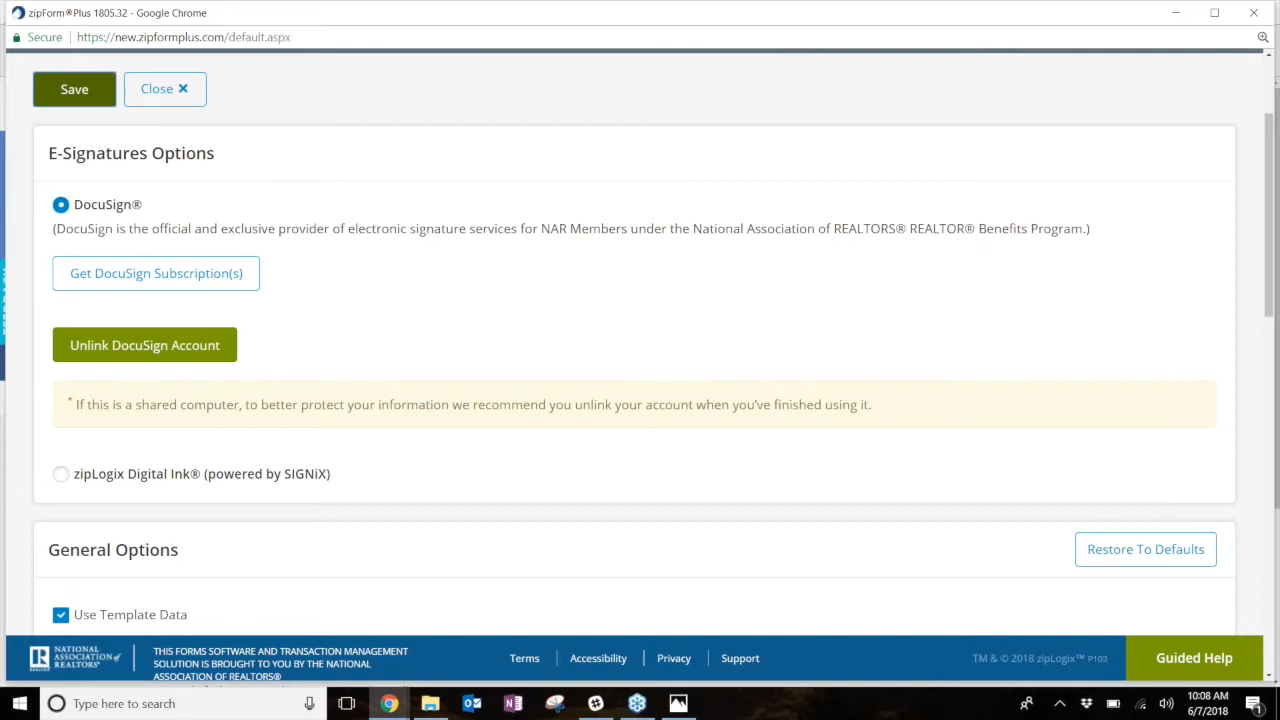 zipForm®Plus 1805.32 - Google Chrome
Secure | https://new.zipformplus.com/default.aspx
Save
Close ×
E-Signatures Options
DocuSign®
(DocuSign is the official and exclusive provider of electronic signature services for NAR Members under the National Association of REALTORS® REALTOR® Benefits Program.)
Get DocuSign Subscription(s)
Unlink DocuSign Account
* If this is a shared computer, to better protect your information we recommend you unlink your account when you've finished using it.
zipLogix Digital Ink® (powered by SIGNiX)
General Options
Restore To Defaults
Use Template Data
NATIONAL
ASSOCIATION of
REALTORS®
THIS FORMS SOFTWARE AND TRANSACTION MANAGEMENT
SOLUTION IS BROUGHT TO YOU BY THE NATIONAL
ASSOCIATION OF REALTORS®
Terms
Accessibility
Privacy
Support
TM & © 2018 zipLogix™ P103
Guided Help
Type here to search
10:08 AM
6/7/2018
1